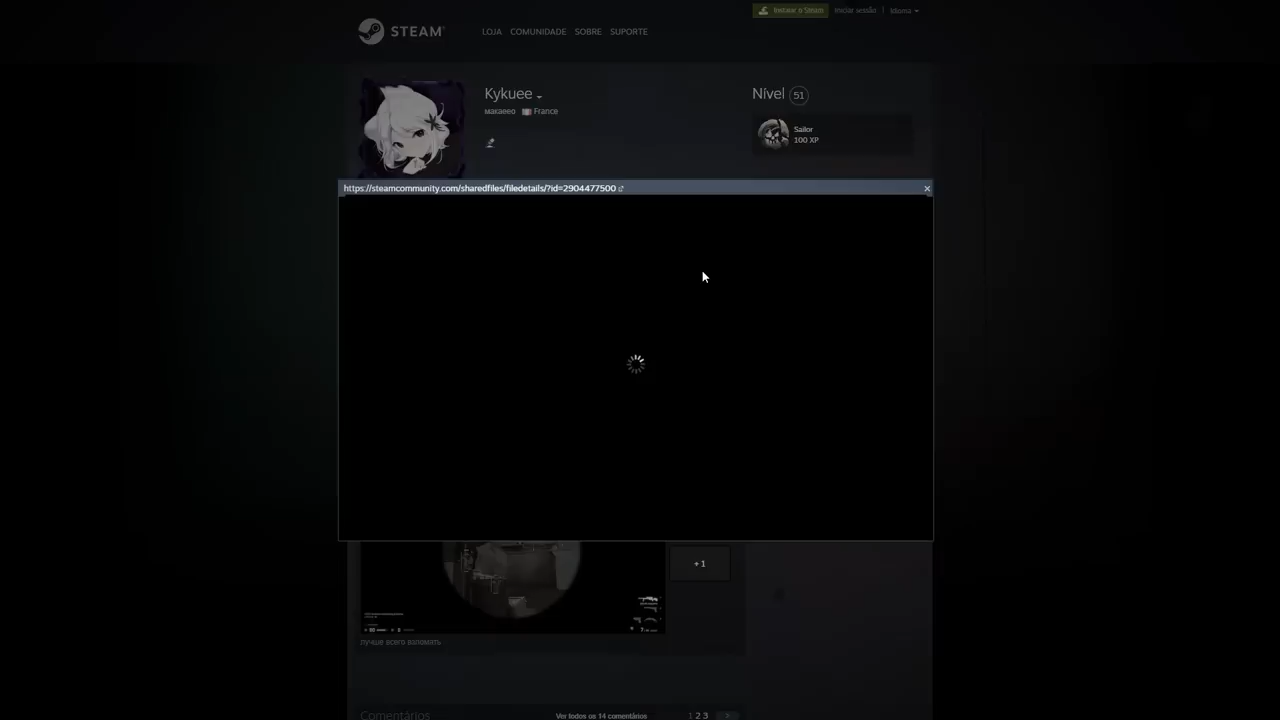 Instalar o Steam
Iniciar sessão
Idioma
STEAM
LOJA COMUNIDADE SOBRE SUPORTE
Kykuee
France
Nível 51
Sailor
100 XP
https://steamcommunity.com/sharedfiles/filedetails/?id=2904477500
+1
лучше всего взломать
Comentários
Ver todos os 14 comentários
1 2 3